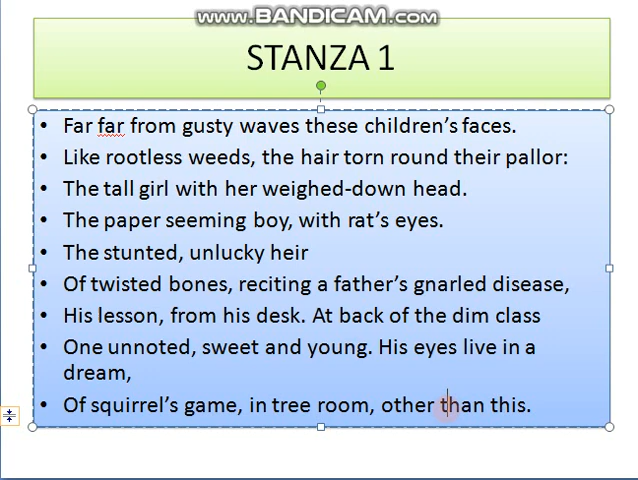 www.BANDICAM.com
STANZA 1
• Far far from gusty waves these children's faces.
• Like rootless weeds, the hair torn round their pallor:
• The tall girl with her weighed-down head.
• The paper seeming boy, with rat's eyes.
• The stunted, unlucky heir
• Of twisted bones, reciting a father's gnarled disease,
• His lesson, from his desk. At back of the dim class
• One unnoted, sweet and young. His eyes live in a
dream,
• Of squirrel's game, in tree room, other than this.